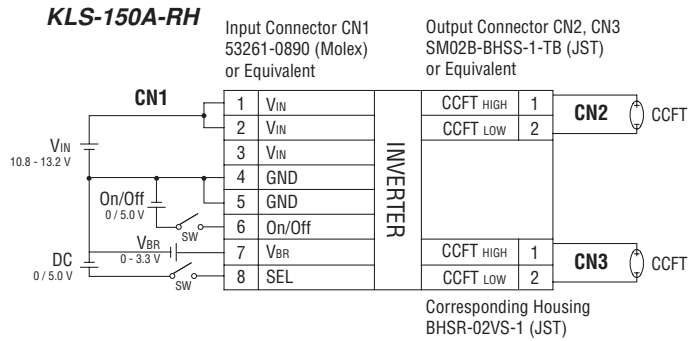 KLS-150A-RH
Input Connector CN1
53261-0890 (Molex)
or Equivalent
Output Connector CN2, CN3
SM02B-BHSS-1-TB (JST)
or Equivalent
CN1
VIN
10.8 - 13.2 V
On/Off
0 / 5.0 V
SW
VBR
0 - 3.3 V
DC
0 / 5.0 V
SW
1 VIN
2 VIN
3 VIN
4 GND
5 GND
6 On/Off
7 VBR
8 SEL
INVERTER
CCFT HIGH 1
CCFT LOW 2
CN2
CCFT
CCFT HIGH 1
CCFT LOW 2
CN3
CCFT
Corresponding Housing
BHSR-02VS-1 (JST)